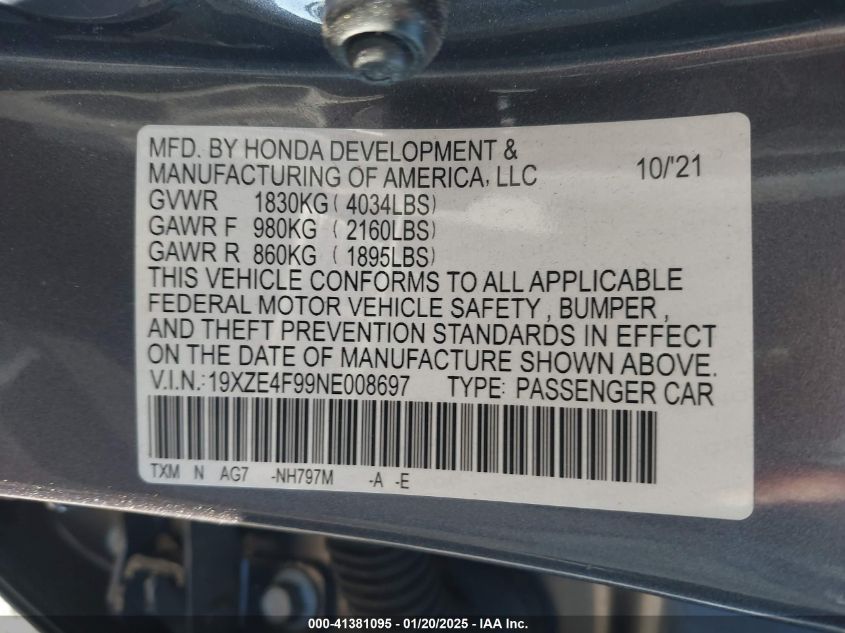 MFD. BY HONDA DEVELOPMENT &
MANUFACTURING OF AMERICA, LLC 10/'21
GVWR 1830KG ( 4034LBS)
GAWR F 980KG ( 2160LBS)
GAWR R 860KG ( 1895LBS)
THIS VEHICLE CONFORMS TO ALL APPLICABLE
FEDERAL MOTOR VEHICLE SAFETY , BUMPER ,
AND THEFT PREVENTION STANDARDS IN EFFECT
ON THE DATE OF MANUFACTURE SHOWN ABOVE.
V.I.N.:19XZE4F99NE008697 TYPE: PASSENGER CAR
TXM N AG7 -NH797M -A -E
000-41381095 - 01/20/2025 - © IAA Inc.